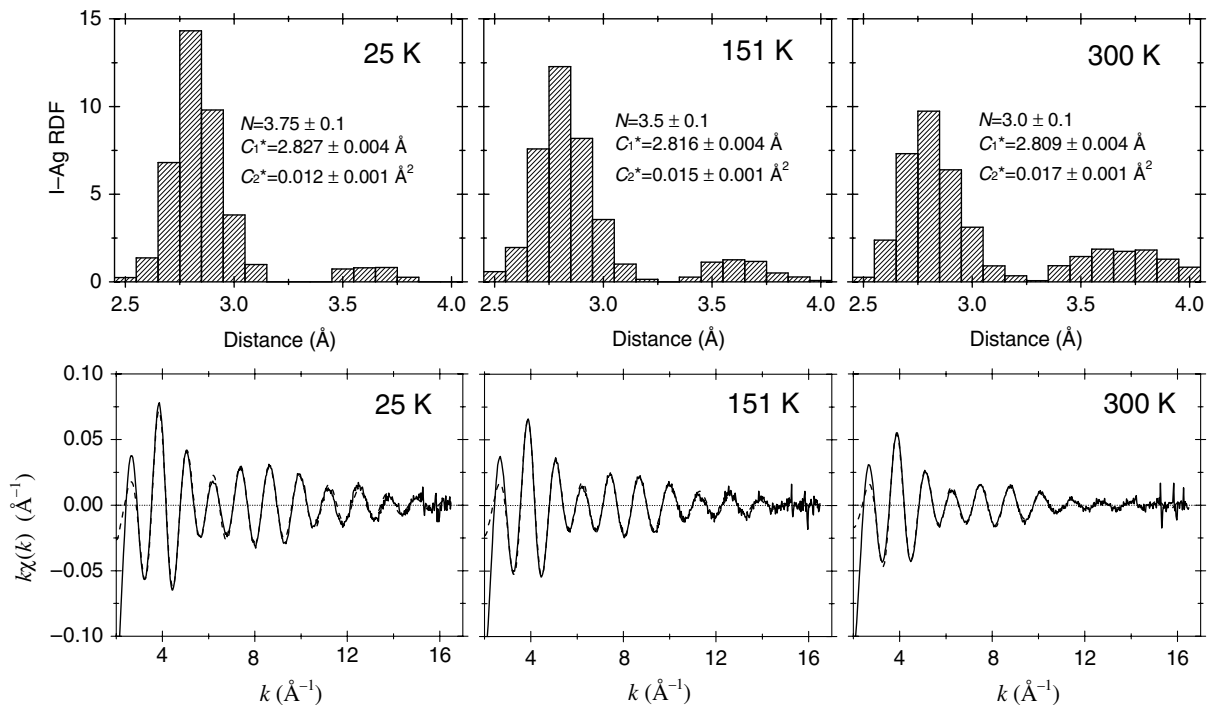 15
10
5
0
I–Ag RDF
25 K
N=3.75 ± 0.1
C₁*=2.827 ± 0.004 Å
C₂*=0.012 ± 0.001 Å²
2.5 3.0 3.5 4.0
Distance (Å)
151 K
N=3.5 ± 0.1
C₁*=2.816 ± 0.004 Å
C₂*=0.015 ± 0.001 Å²
2.5 3.0 3.5 4.0
Distance (Å)
300 K
N=3.0 ± 0.1
C₁*=2.809 ± 0.004 Å
C₂*=0.017 ± 0.001 Å²
2.5 3.0 3.5 4.0
Distance (Å)
0.10
0.05
0.00
−0.05
−0.10
kχ(k) (Å⁻¹)
25 K
4 8 12 16
k (Å⁻¹)
151 K
4 8 12 16
k (Å⁻¹)
300 K
4 8 12 16
k (Å⁻¹)